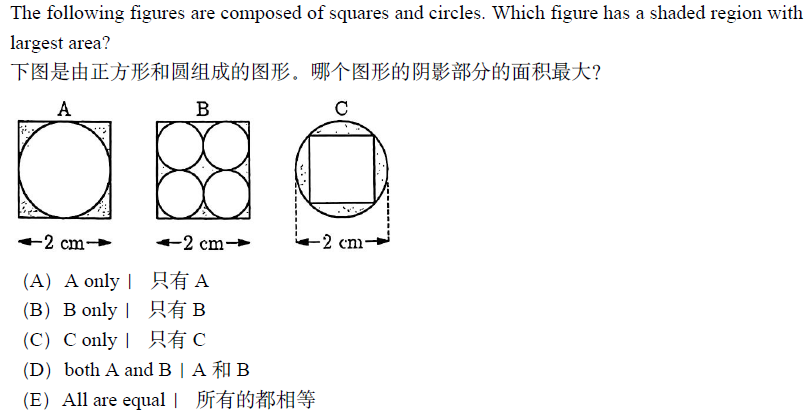 The following figures are composed of squares and circles. Which figure has a shaded region with
largest area?
下图是由正方形和圆组成的图形。哪个图形的阴影部分的面积最大?
A B C
2 cm 2 cm 2 cm
(A) A only | 只有 A
(B) B only | 只有 B
(C) C only | 只有 C
(D) both A and B | A 和 B
(E) All are equal | 所有的都相等